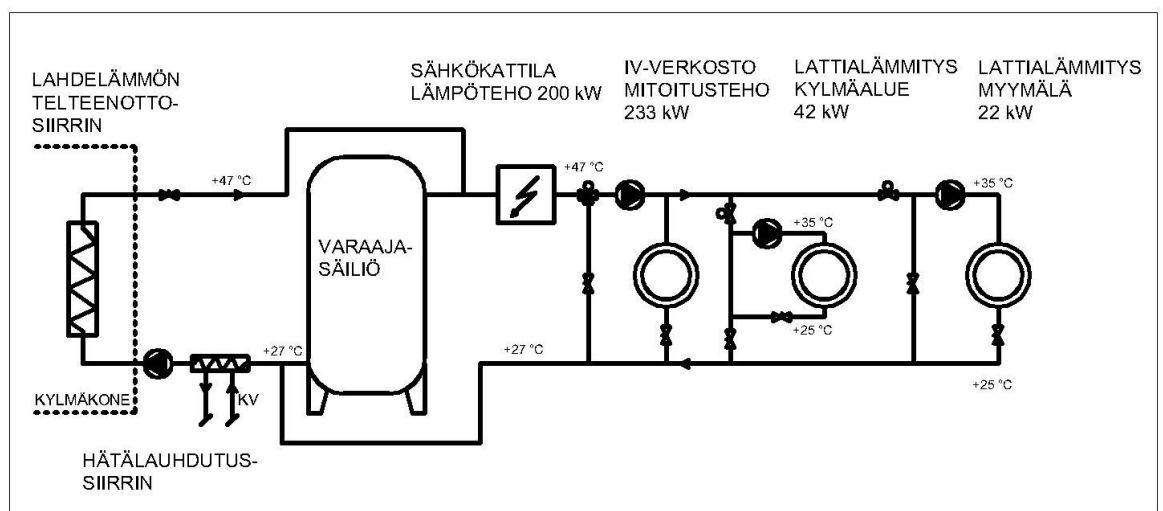 LAHDELÄMMÖN
TELTEENOTTO-
SIIRRIN
SÄHKÖKATTILA
LÄMPÖTEHO 200 kW
IV-VERKOSTO
MITOITUSTEHO
233 kW
LATTIALÄMMITYS
KYLMÄALUE
42 kW
LATTIALÄMMITYS
MYYMÄLÄ
22 kW
+47 °C
+47 °C
+35 °C
+35 °C
VARAAJA-
SÄILIÖ
+25 °C
+27 °C
+27 °C
+25 °C
KYLMÄKONE
KV
HÄTÄLAUHDUTUS-
SIIRRIN